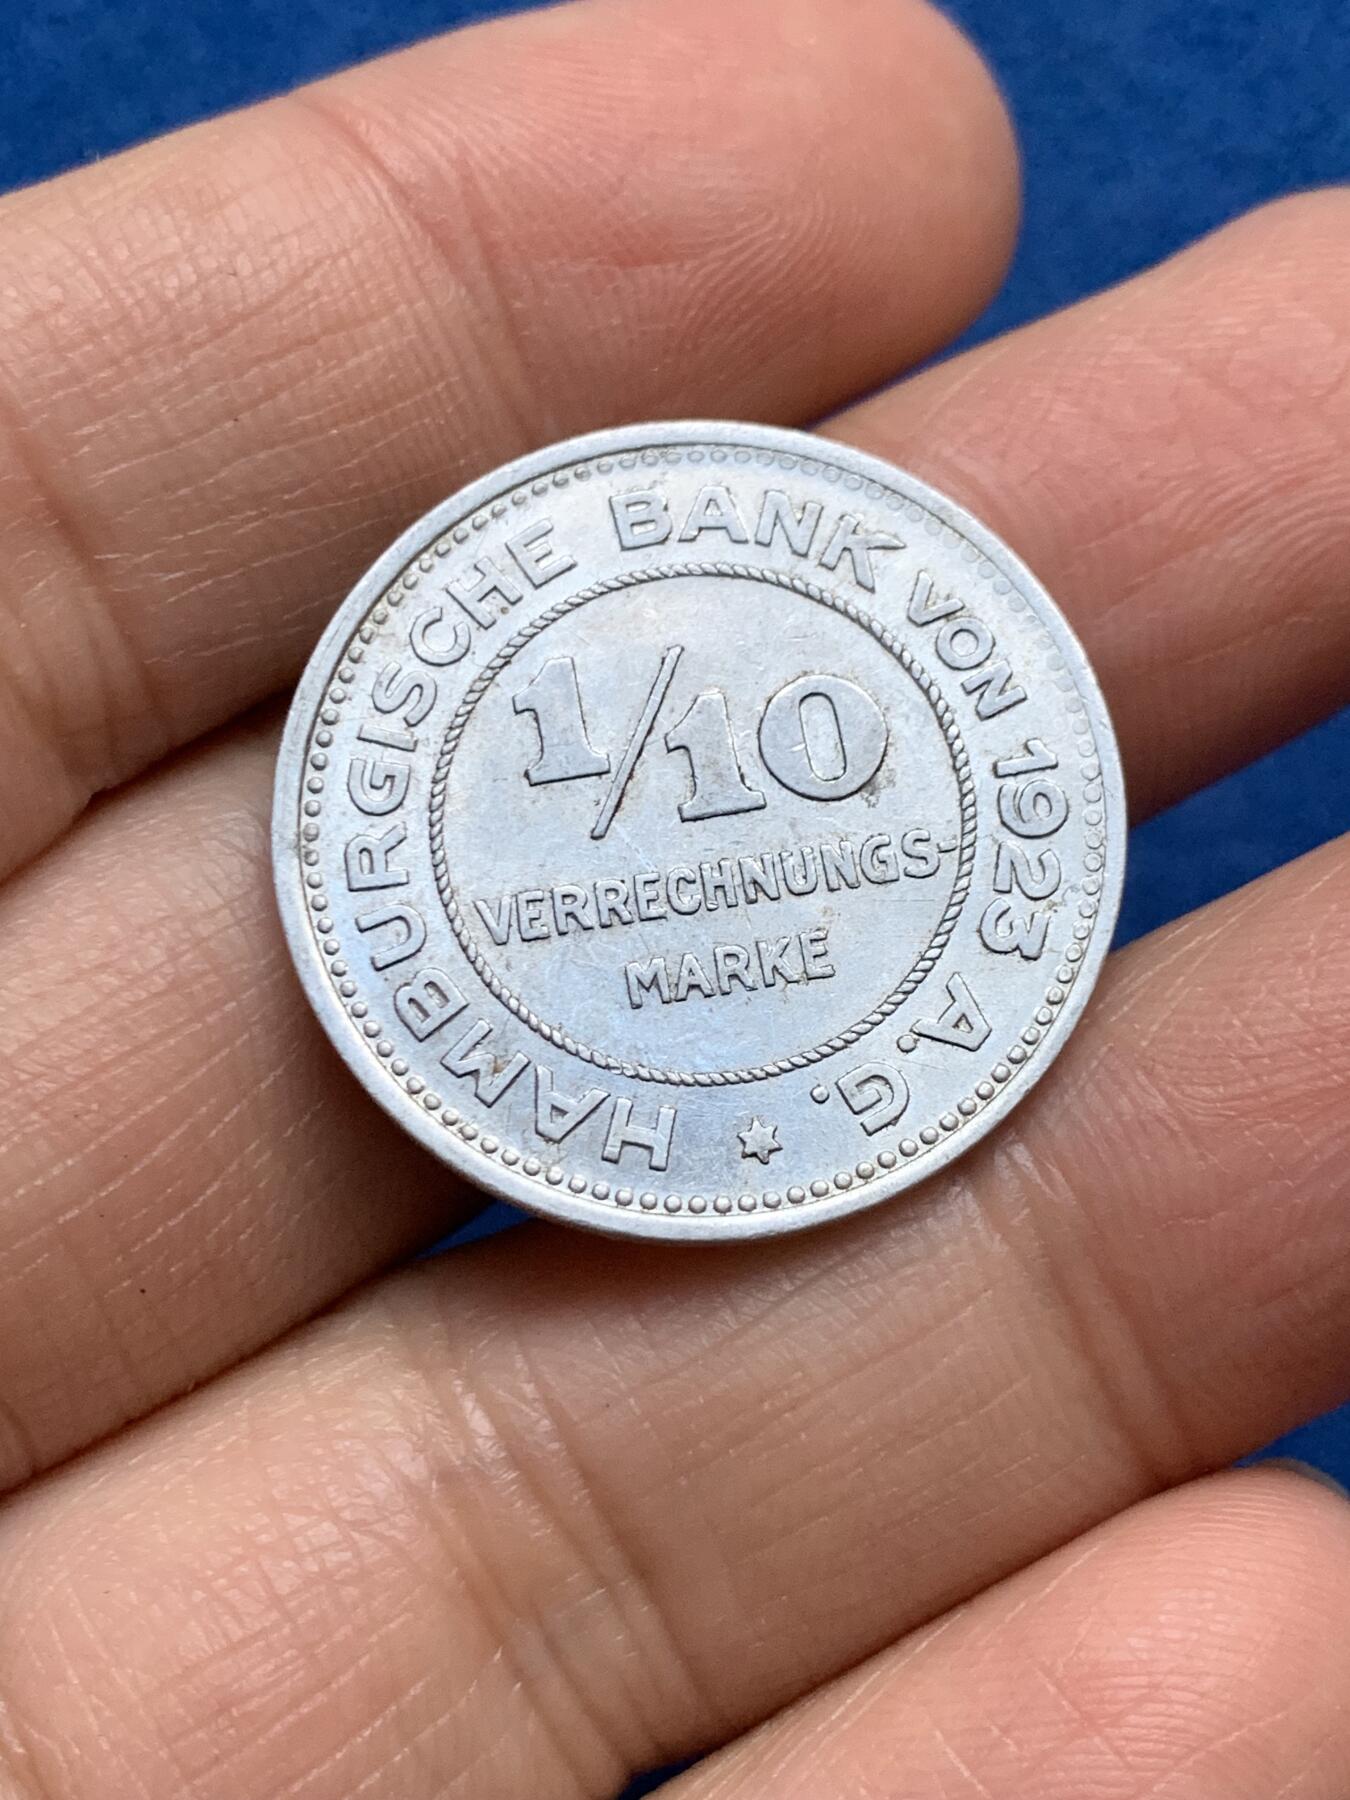 HAMBURGISCHE BANK VON 1923 A.G.
1/10
VERRECHNUNGS-
MARKE